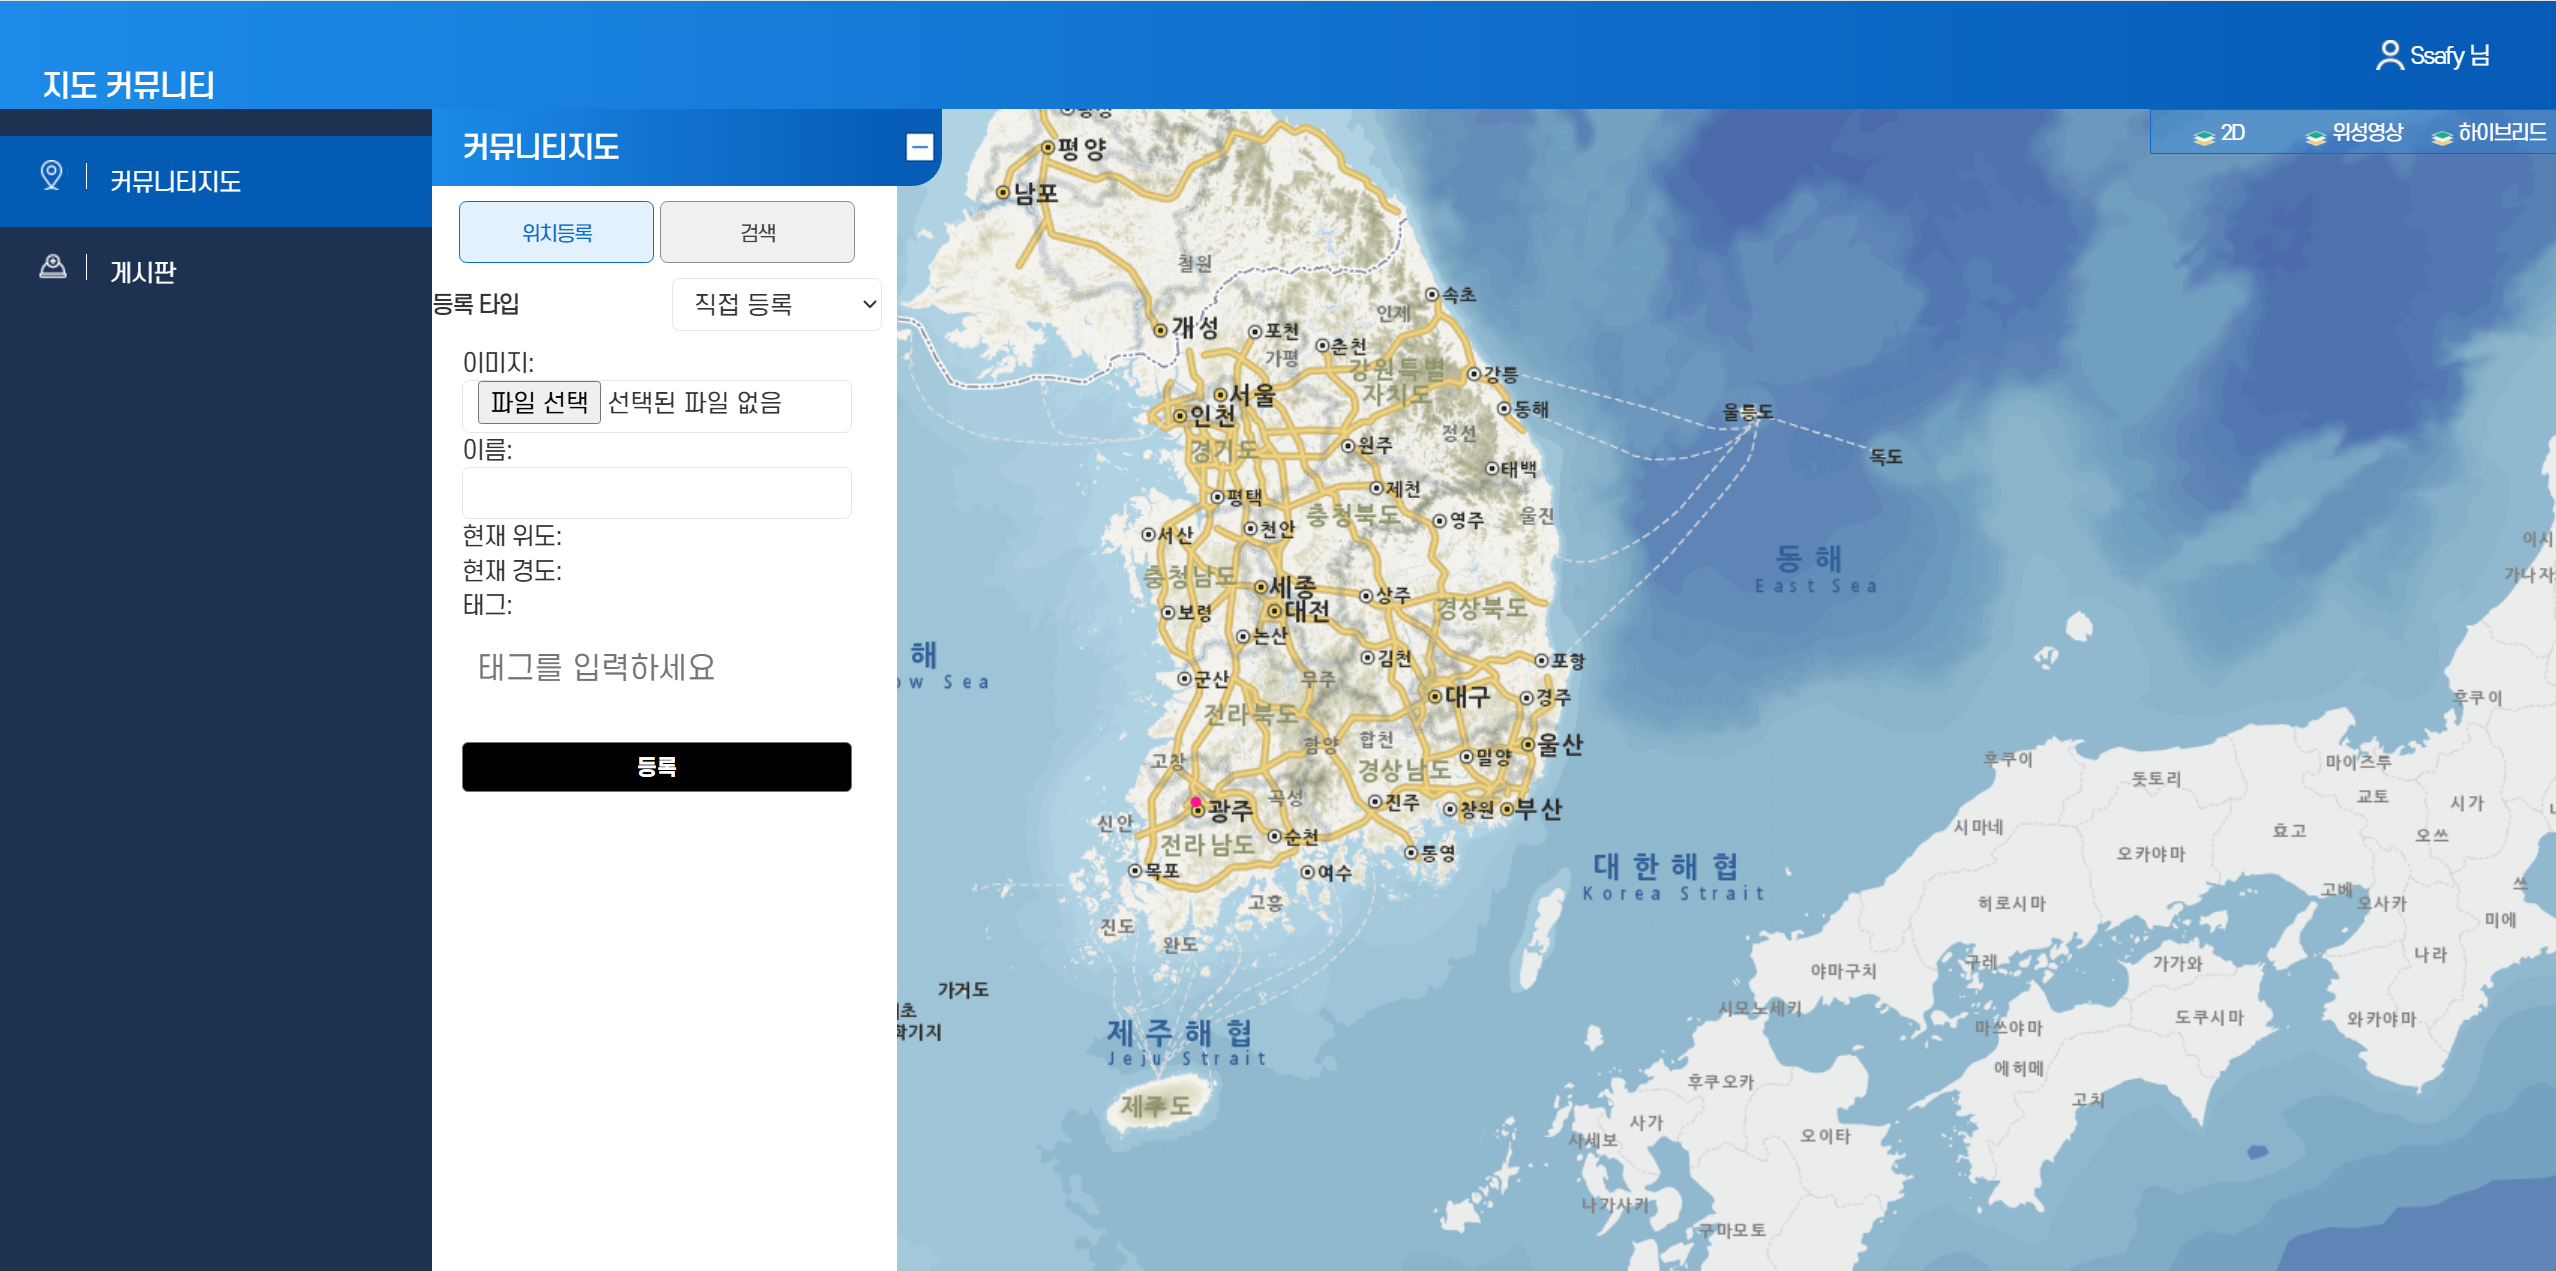 Ssafy 님
지도 커뮤니티
커뮤니티지도
게시판
커뮤니티지도
위치등록
검색
등록 타입
직접 등록
이미지:
파일 선택 선택된 파일 없음
이름:
현재 위도:
현재 경도:
태그:
태그를 입력하세요
등록
2D
위성영상
하이브리드
평양
남포
철원
속초
인제
개성
포천
춘천
가평
강원특별
자치도
강릉
서울
인천
동해
울릉도
독도
정선
경기도
원주
태백
제천
평택
충청북도
영주
울진
천안
서산
동해
East Sea
충청남도
세종
대전
상주
경상북도
보령
논산
김천
포항
해
ow Sea
군산
무주
대구
경주
전라북도
함양
합천
울산
밀양
고창
경상남도
광주
곡성
진주
창원
부산
신안
순천
전라남도
통영
목포
여수
대한해협
Korea Strait
고흥
진도
완도
가거도
초
학기지
제주해협
Jeju Strait
제주도
이시
가나자
후쿠이
후쿠이
돗토리
마이즈루
교토
시가
시마네
효고
오쓰
오카야마
고베
오사카
쓰
히로시마
미에
나라
구레
가가와
야마구치
시모노세키
마쓰야마
도쿠시마
와카야마
에히메
후쿠오카
고치
사가
사세보
오이타
나가사키
구마모토